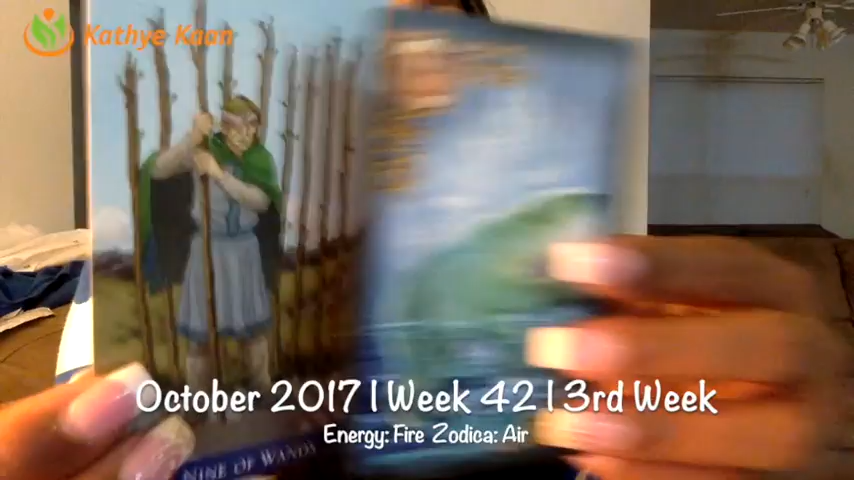 Kathye Kaan
October 2017 | Week 42 | 3rd Week
Energy: Fire Zodica: Air
NINE OF WANDS